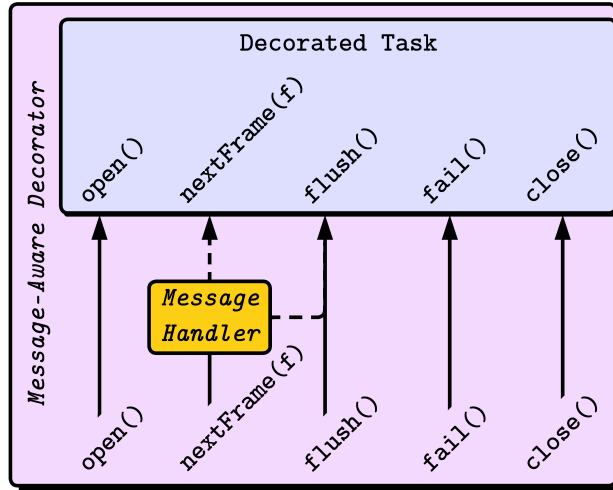 Decorated Task
Message-Aware Decorator
open()
nextFrame(f)
flush()
fail()
close()
Message
Handler
open()
nextFrame(f)
flush()
fail()
close()